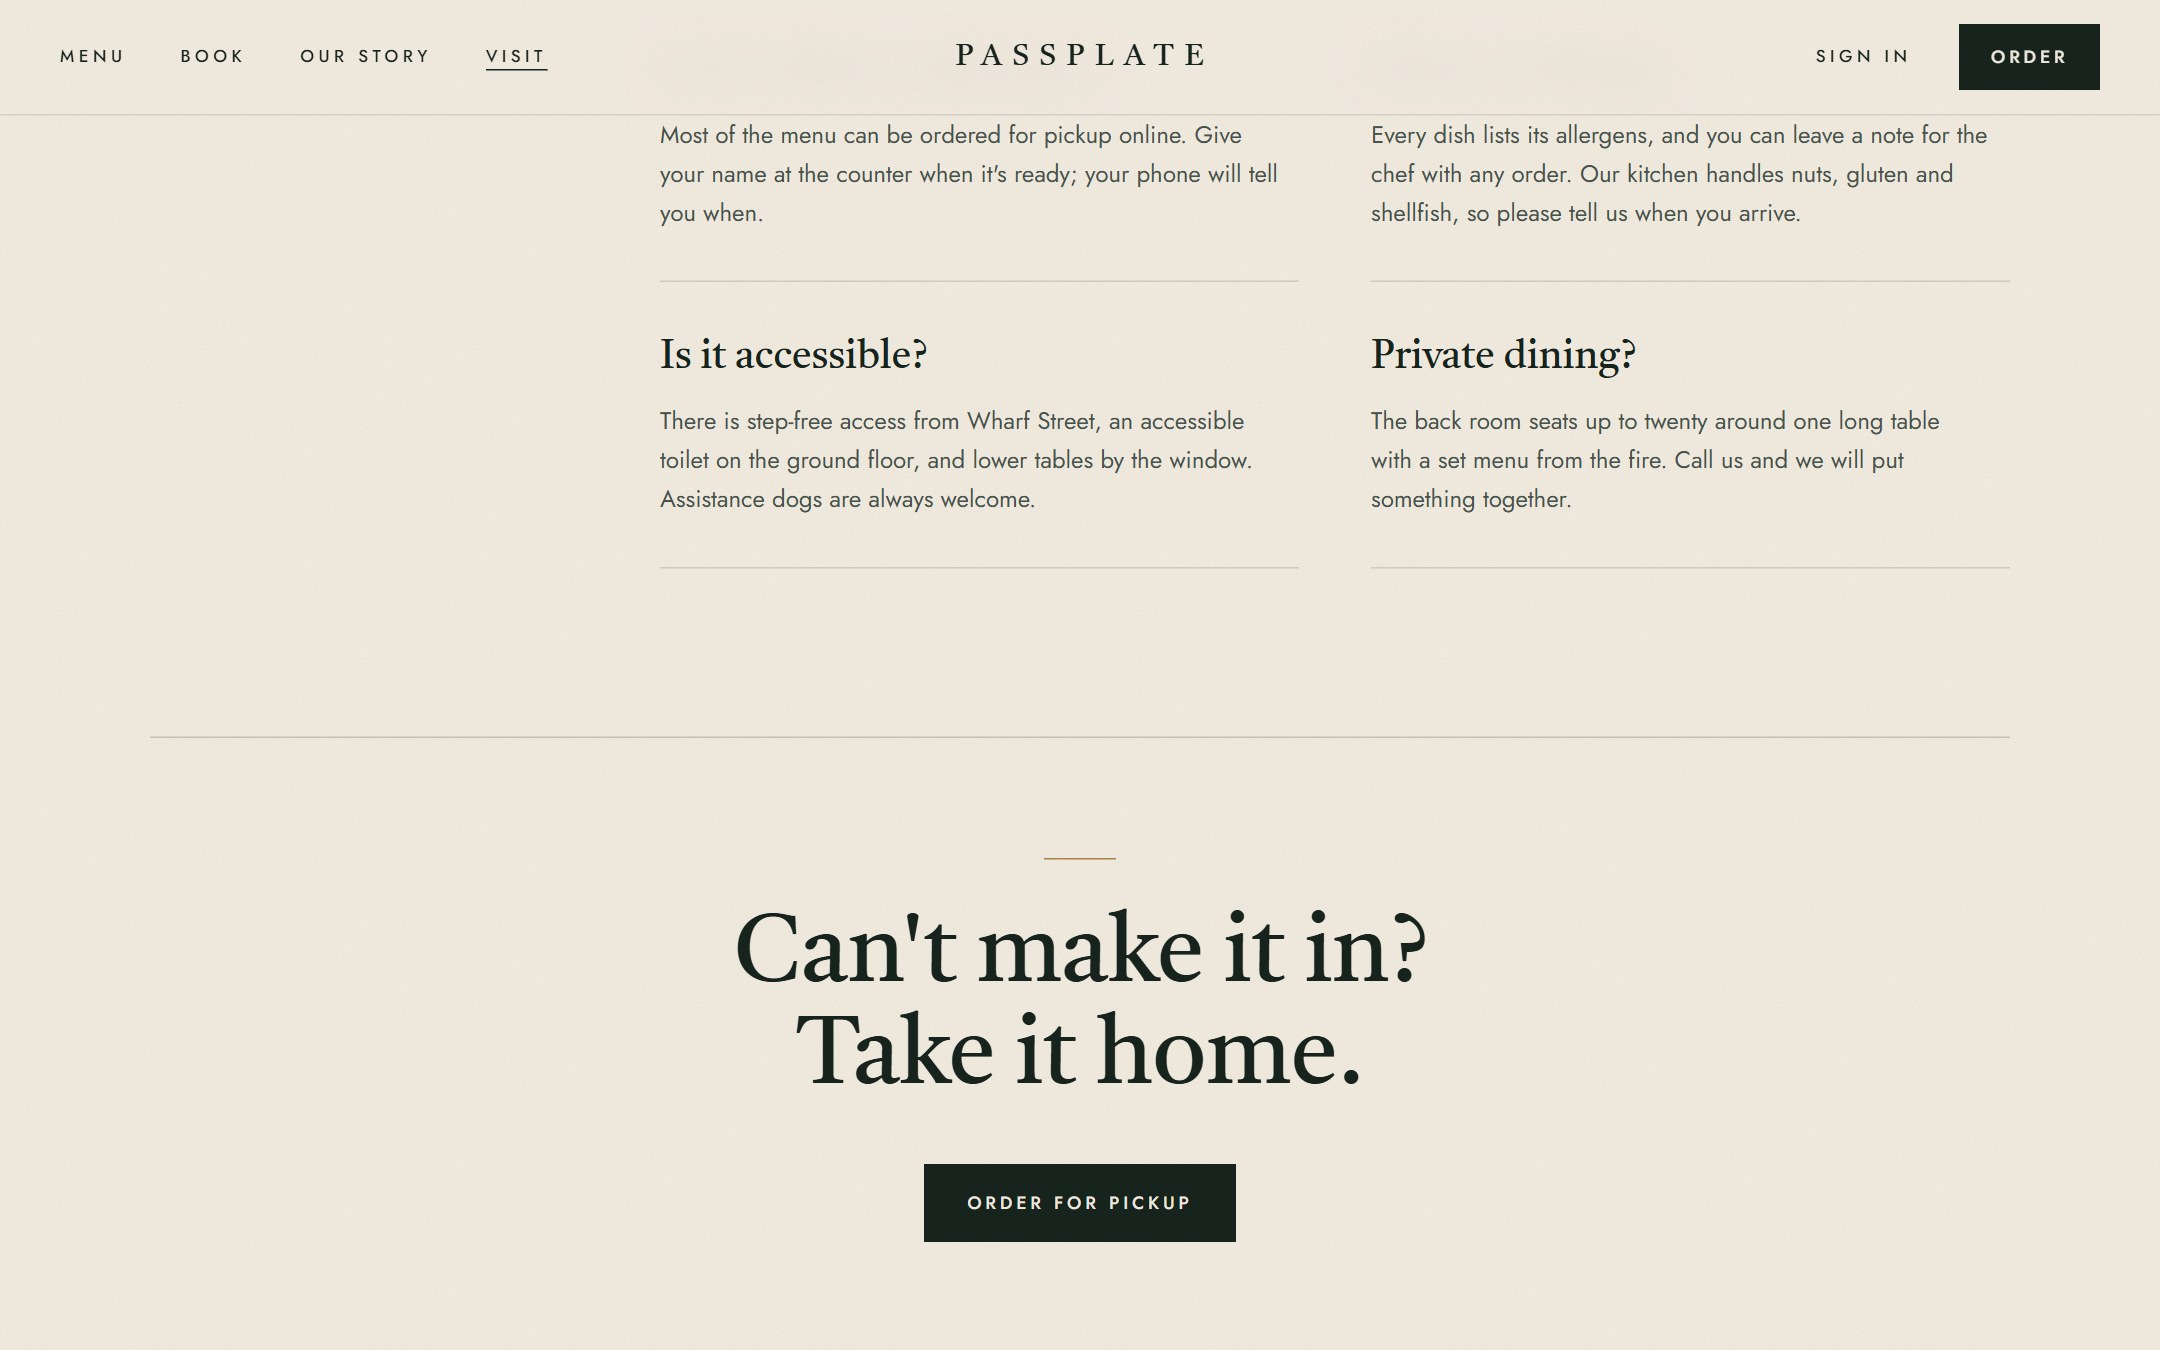 MENU BOOK OUR STORY VISIT PASSPLATE SIGN IN ORDER
Most of the menu can be ordered for pickup online. Give
your name at the counter when it's ready; your phone will tell
you when.
Every dish lists its allergens, and you can leave a note for the
chef with any order. Our kitchen handles nuts, gluten and
shellfish, so please tell us when you arrive.
Is it accessible?
There is step-free access from Wharf Street, an accessible
toilet on the ground floor, and lower tables by the window.
Assistance dogs are always welcome.
Private dining?
The back room seats up to twenty around one long table
with a set menu from the fire. Call us and we will put
something together.
Can't make it in?
Take it home.
ORDER FOR PICKUP